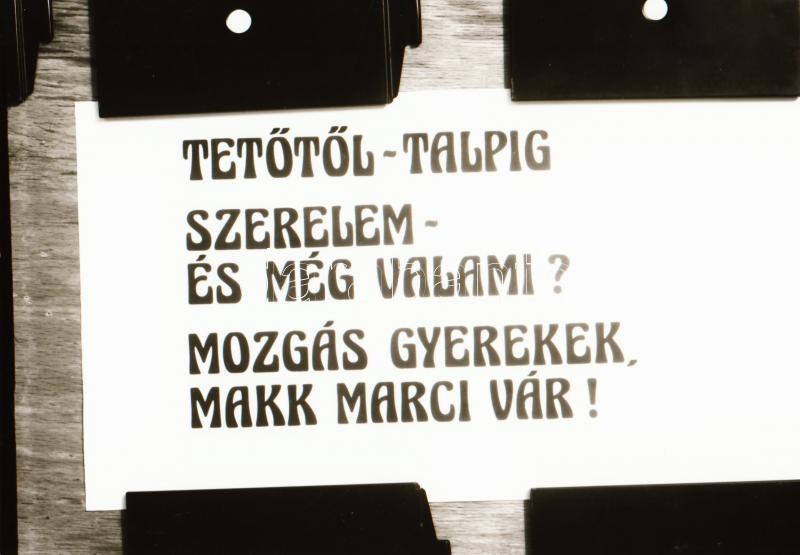 TETŐTŐL-TALPIG
SZERELEM-
ÉS MÉG VALAMI?
MOZGÁS GYEREKEK,
MAKK MARCI VÁR!